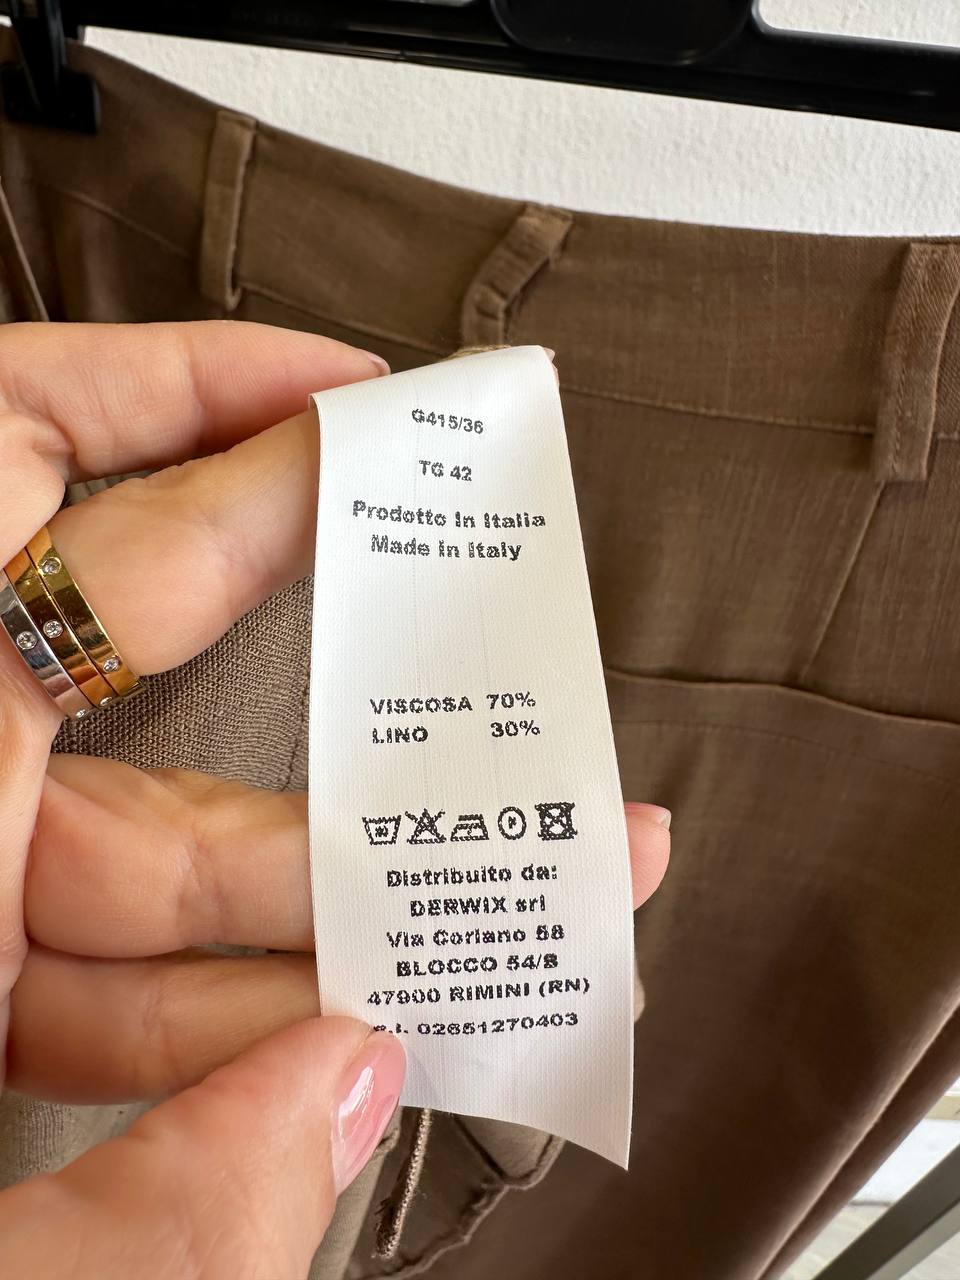 G415/36
TG 42
Prodotto in Italia
Made in Italy
VISCOSA 70%
LINO 30%
Distribuito da:
DERWIX srl
Via Coriano 58
BLOCCO 54/B
47900 RIMINI (RN)
02651270403